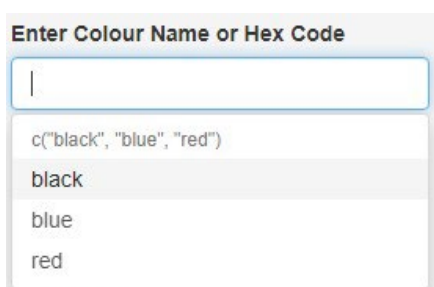 Enter Colour Name or Hex Code
c("black", "blue", "red")
black
blue
red